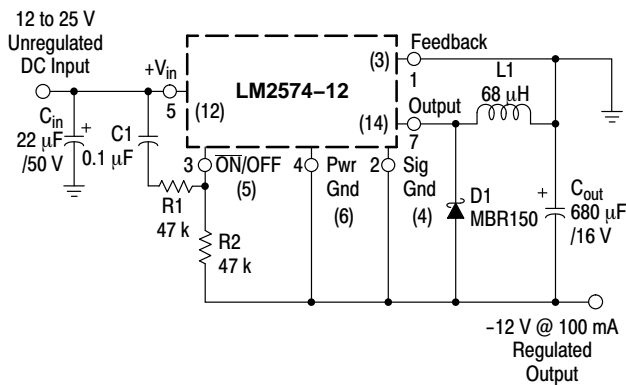 12 to 25 V
Unregulated
DC Input
+Vin
5
(12)
LM2574−12
(3)
Feedback
1
(14)
Output
7
L1
68 μH
Cin
22 μF
/50 V
+
C1
0.1 μF
3
ON/OFF
(5)
4
Pwr
Gnd
(6)
2
Sig
Gnd
(4)
R1
47 k
R2
47 k
D1
MBR150
+
Cout
680 μF
/16 V
−12 V @ 100 mA
Regulated
Output